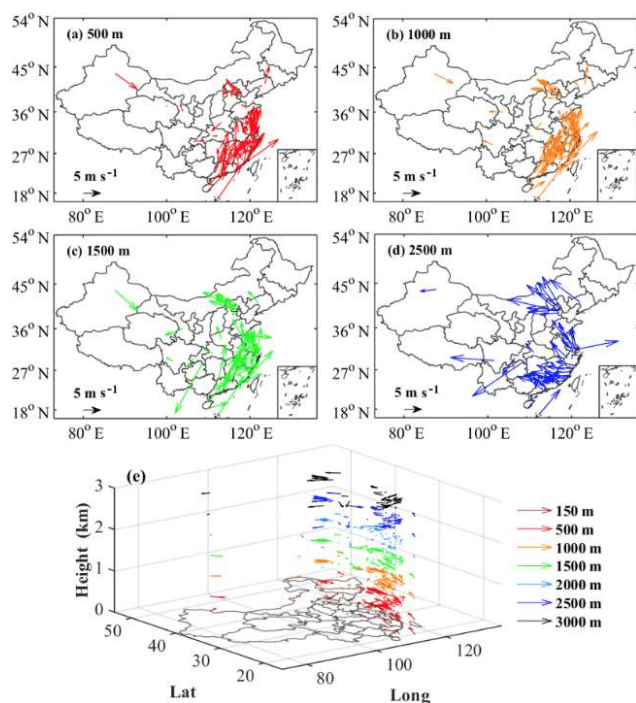 (a) 500 m
(b) 1000 m
54° N
45° N
36° N
27° N
18° N
5 m s⁻¹
80° E
100° E
120° E
54° N
45° N
36° N
27° N
18° N
5 m s⁻¹
80° E
100° E
120° E
(c) 1500 m
(d) 2500 m
54° N
45° N
36° N
27° N
18° N
5 m s⁻¹
80° E
100° E
120° E
54° N
45° N
36° N
27° N
18° N
5 m s⁻¹
80° E
100° E
120° E
(e)
Height (km)
3
2
1
0
50
40
30
20
Lat
80
100
120
Long
150 m
500 m
1000 m
1500 m
2000 m
2500 m
3000 m